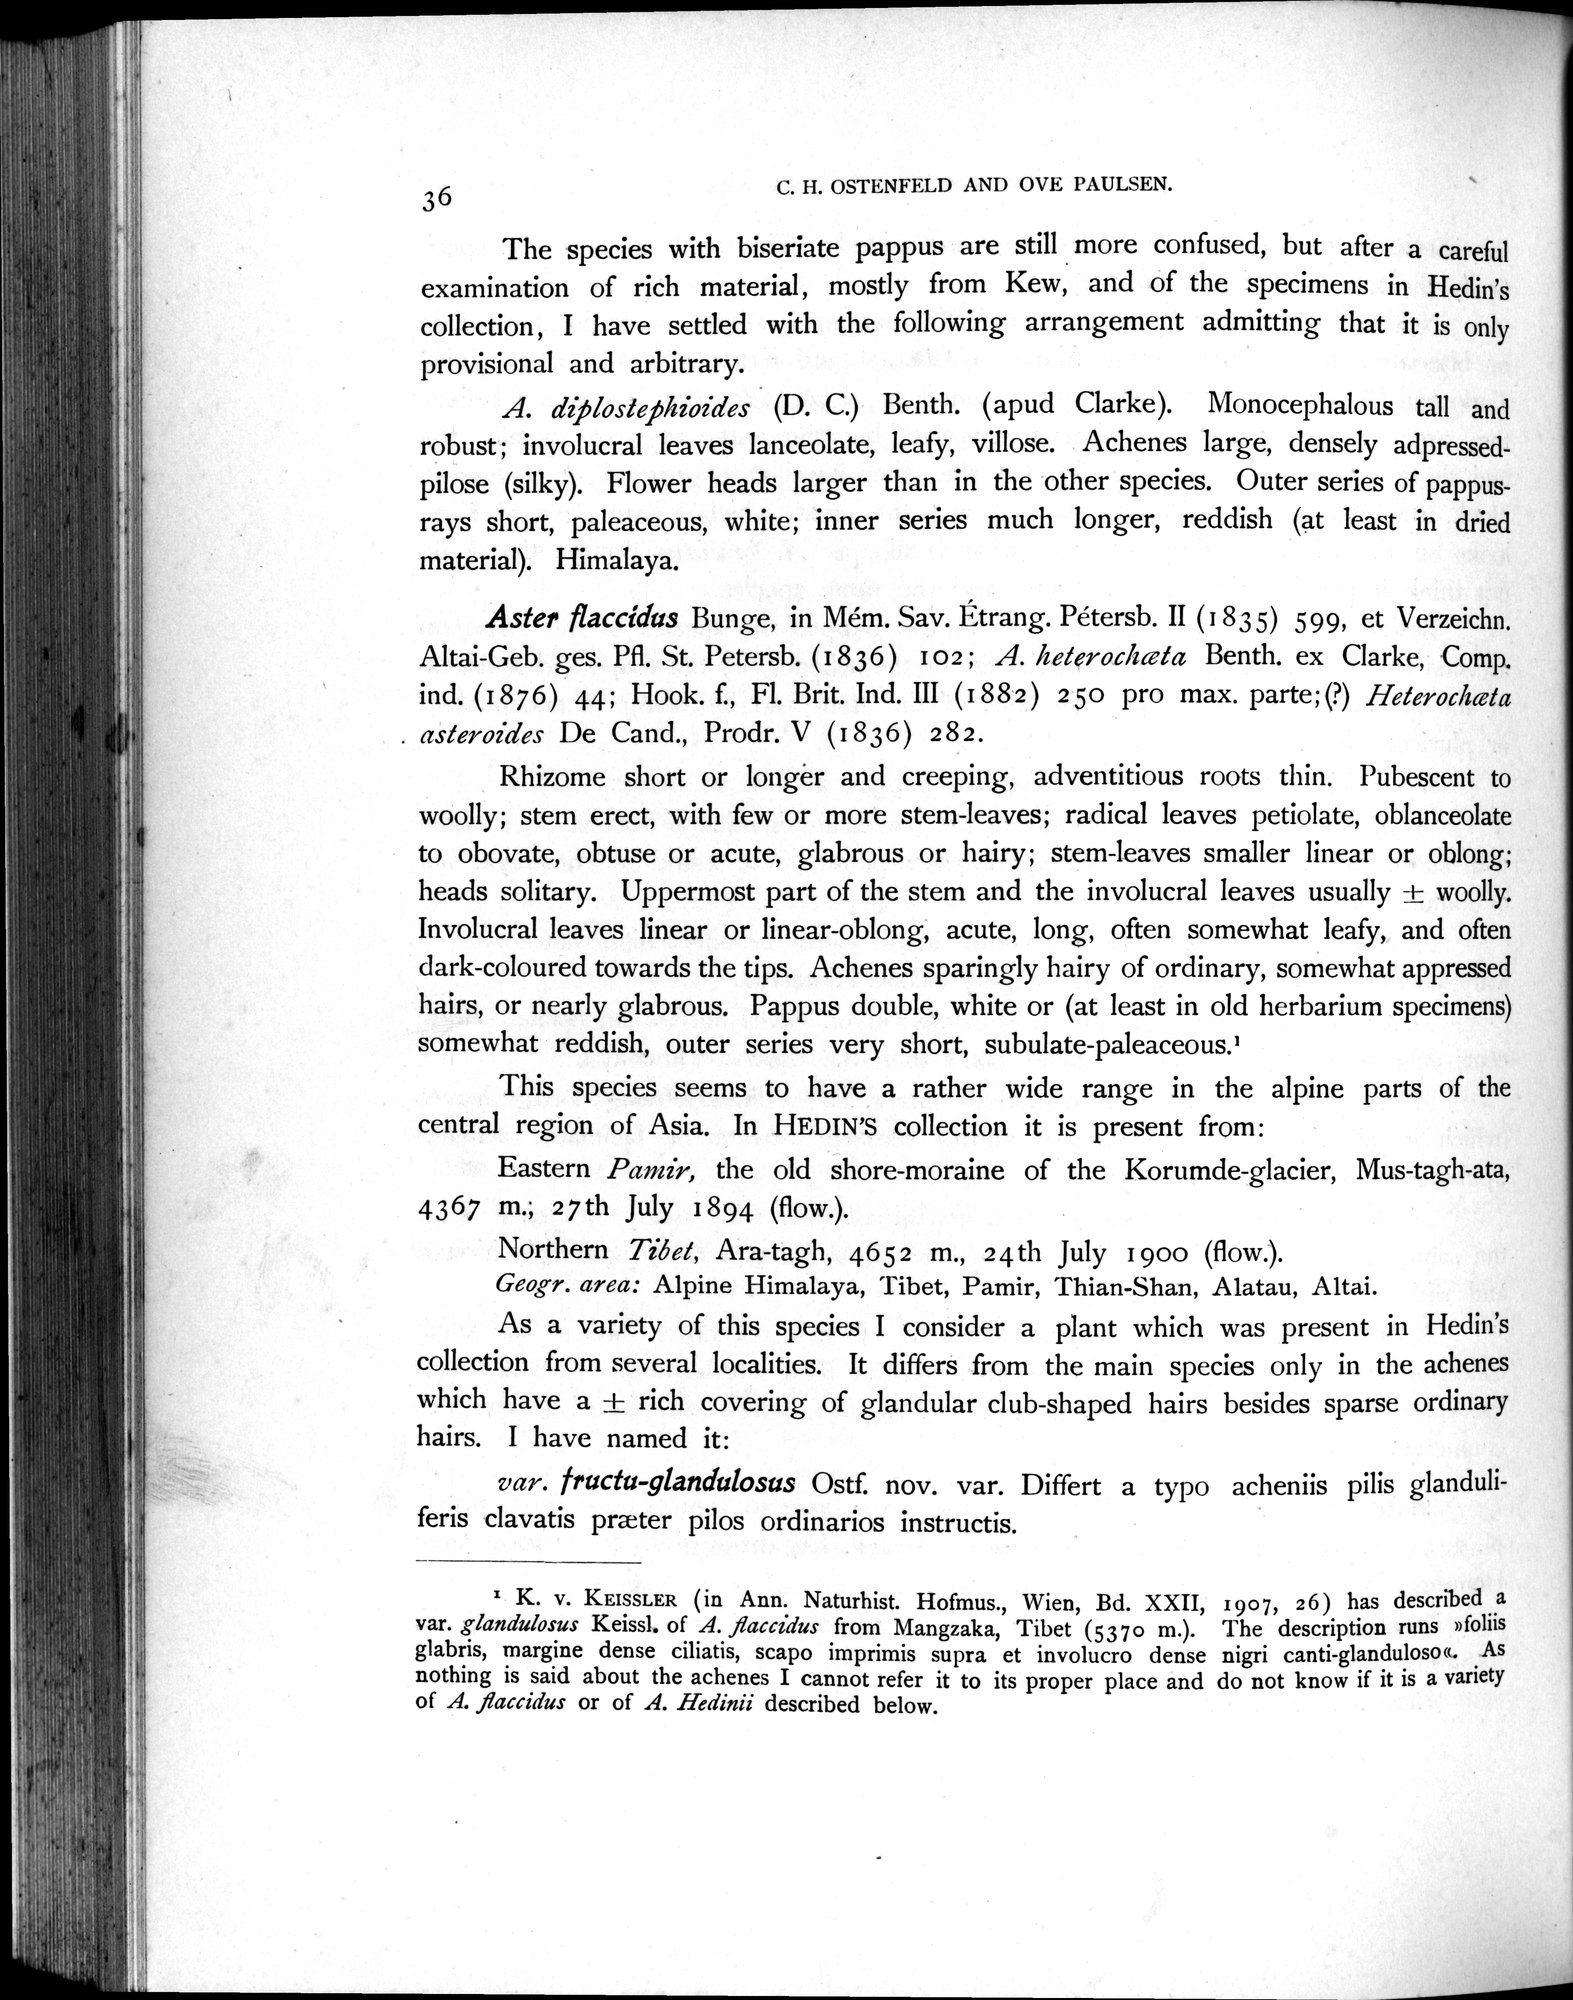 36
C. H. OSTENFELD AND OVE PAULSEN.
The species with biseriate pappus are still more confused, but after a careful
examination of rich material, mostly from Kew, and of the specimens in Hedin's
collection, I have settled with the following arrangement admitting that it is only
provisional and arbitrary.
A. diplostephioides (D. C.) Benth. (apud Clarke). Monocephalous tall and
robust; involucral leaves lanceolate, leafy, villose. Achenes large, densely adpressed-
pilose (silky). Flower heads larger than in the other species. Outer series of pappus-
rays short, paleaceous, white; inner series much longer, reddish (at least in dried
material). Himalaya.
Aster flaccidus Bunge, in Mém. Sav. Étrang. Pétersb. II (1835) 599, et Verzeichn.
Altai-Geb. ges. Pfl. St. Petersb. (1836) 102; A. heterochæta Benth. ex Clarke, Comp.
ind. (1876) 44; Hook. f., Fl. Brit. Ind. III (1882) 250 pro max. parte; (?) Heterochæta
asteroides De Cand., Prodr. V (1836) 282.
Rhizome short or longer and creeping, adventitious roots thin. Pubescent to
woolly; stem erect, with few or more stem-leaves; radical leaves petiolate, oblanceolate
to obovate, obtuse or acute, glabrous or hairy; stem-leaves smaller linear or oblong;
heads solitary. Uppermost part of the stem and the involucral leaves usually ± woolly.
Involucral leaves linear or linear-oblong, acute, long, often somewhat leafy, and often
dark-coloured towards the tips. Achenes sparingly hairy of ordinary, somewhat appressed
hairs, or nearly glabrous. Pappus double, white or (at least in old herbarium specimens)
somewhat reddish, outer series very short, subulate-paleaceous.¹
This species seems to have a rather wide range in the alpine parts of the
central region of Asia. In HEDIN'S collection it is present from:
Eastern Pamir, the old shore-moraine of the Korumde-glacier, Mus-tagh-ata,
4367 m.; 27th July 1894 (flow.).
Northern Tibet, Ara-tagh, 4652 m., 24th July 1900 (flow.).
Geogr. area: Alpine Himalaya, Tibet, Pamir, Thian-Shan, Alatau, Altai.
As a variety of this species I consider a plant which was present in Hedin's
collection from several localities. It differs from the main species only in the achenes
which have a ± rich covering of glandular club-shaped hairs besides sparse ordinary
hairs. I have named it:
var. fructu-glandulosus Ostf. nov. var. Differt a typo acheniis pilis glanduli-
feris clavatis præter pilos ordinarios instructis.
¹ K. v. KEISSLER (in Ann. Naturhist. Hofmus., Wien, Bd. XXII, 1907, 26) has described a
var. glandulosus Keissl. of A. flaccidus from Mangzaka, Tibet (5370 m.). The description runs »foliis
glabris, margine dense ciliatis, scapo imprimis supra et involucro dense nigri canti-glanduloso«. As
nothing is said about the achenes I cannot refer it to its proper place and do not know if it is a variety
of A. flaccidus or of A. Hedinii described below.